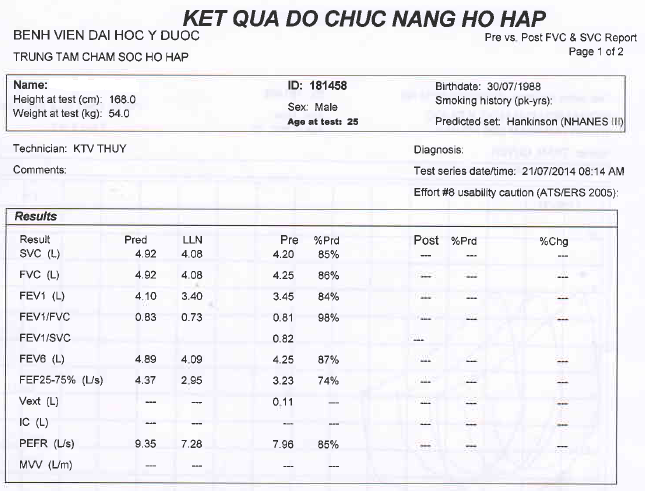 KET QUA DO CHUC NANG HO HAP
BENH VIEN DAI HOC Y DUOC
Pre vs. Post FVC & SVC Report
TRUNG TAM CHAM SOC HO HAP
Page 1 of 2
Name: ID: 181458 Birthdate: 30/07/1988
Height at test (cm): 168.0 Sex: Male Smoking history (pk-yrs):
Weight at test (kg): 54.0 Age at test: 25 Predicted set: Hankinson (NHANES III)
Technician: KTV THUY Diagnosis:
Comments: Test series date/time: 21/07/2014 08:14 AM
Effort #8 usability caution (ATS/ERS 2005):
Results
Result Pred LLN Pre %Prd Post %Prd %Chg
SVC (L) 4.92 4.08 4.20 85% --- --- ---
FVC (L) 4.92 4.08 4.25 86% --- --- ---
FEV1 (L) 4.10 3.40 3.45 84% --- --- ---
FEV1/FVC 0.83 0.73 0.81 98% --- --- ---
FEV1/SVC 0.82 ---
FEV6 (L) 4.89 4.09 4.25 87% --- --- ---
FEF25-75% (L/s) 4.37 2.95 3.23 74% --- --- ---
Vext (L) --- --- 0.11 --- --- --- ---
IC (L) --- --- --- --- --- ---
PEFR (L/s) 9.35 7.28 7.96 85% --- --- ---
MVV (L/m) --- --- --- --- --- ---